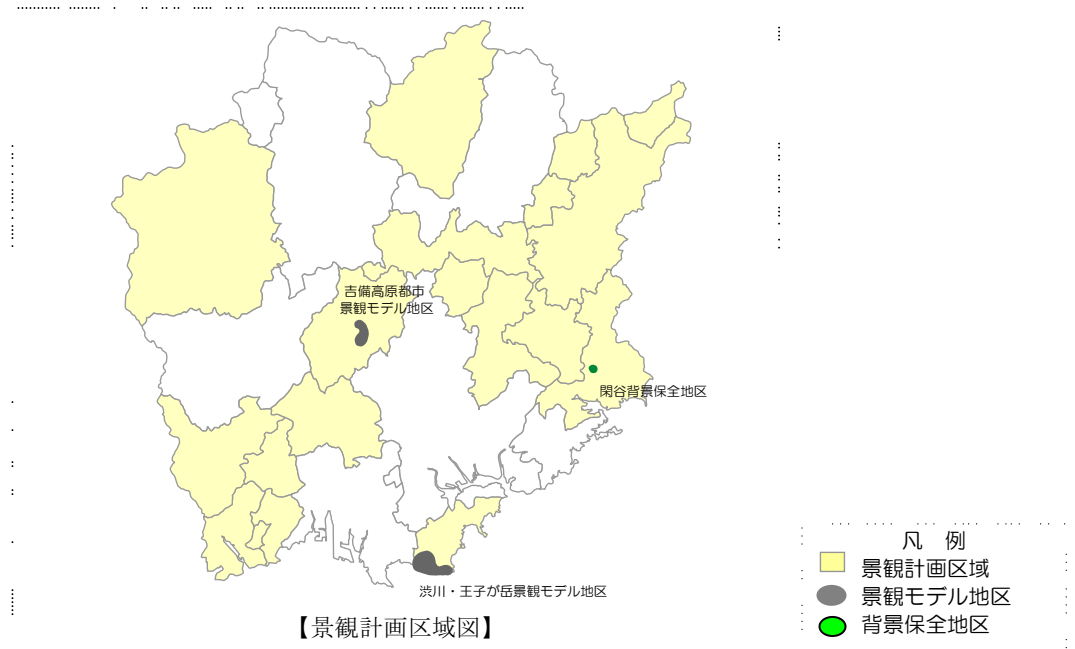 吉備高原都市
景観モデル地区
閑谷背景保全地区
渋川・王子が岳景観モデル地区
【景観計画区域図】
凡 例
景観計画区域
景観モデル地区
背景保全地区